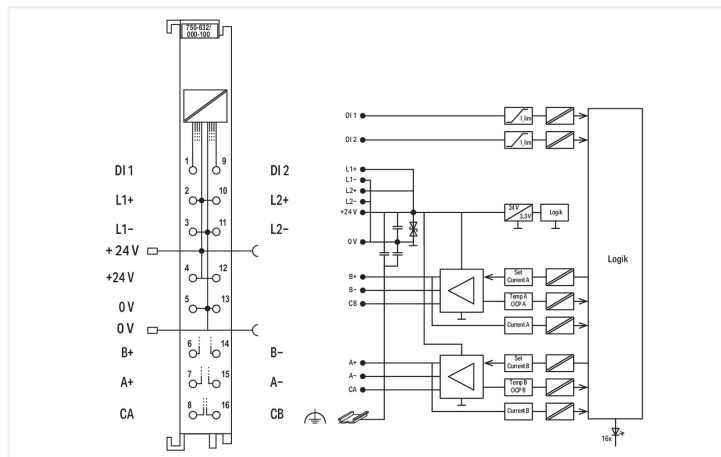 750-632/
000-100
1 9
DI 1 DI 2
2 10
L1+ L2+
3 11
L1− L2−
+ 24 V
4 12
+24 V
5 13
0 V
0 V
6 14
B+ B−
7 15
A+ A−
8 16
CA CB
DI 1 I_lim
DI 2 I_lim
L1+
L1−
L2+
L2−
+24 V 24 V 3,3V Logik
0 V
Logik
B+ Set Current A
B−
CB Temp A OCP A
Current A
A+ Set Current B
A−
CA Temp B OCP B
Current B
16x